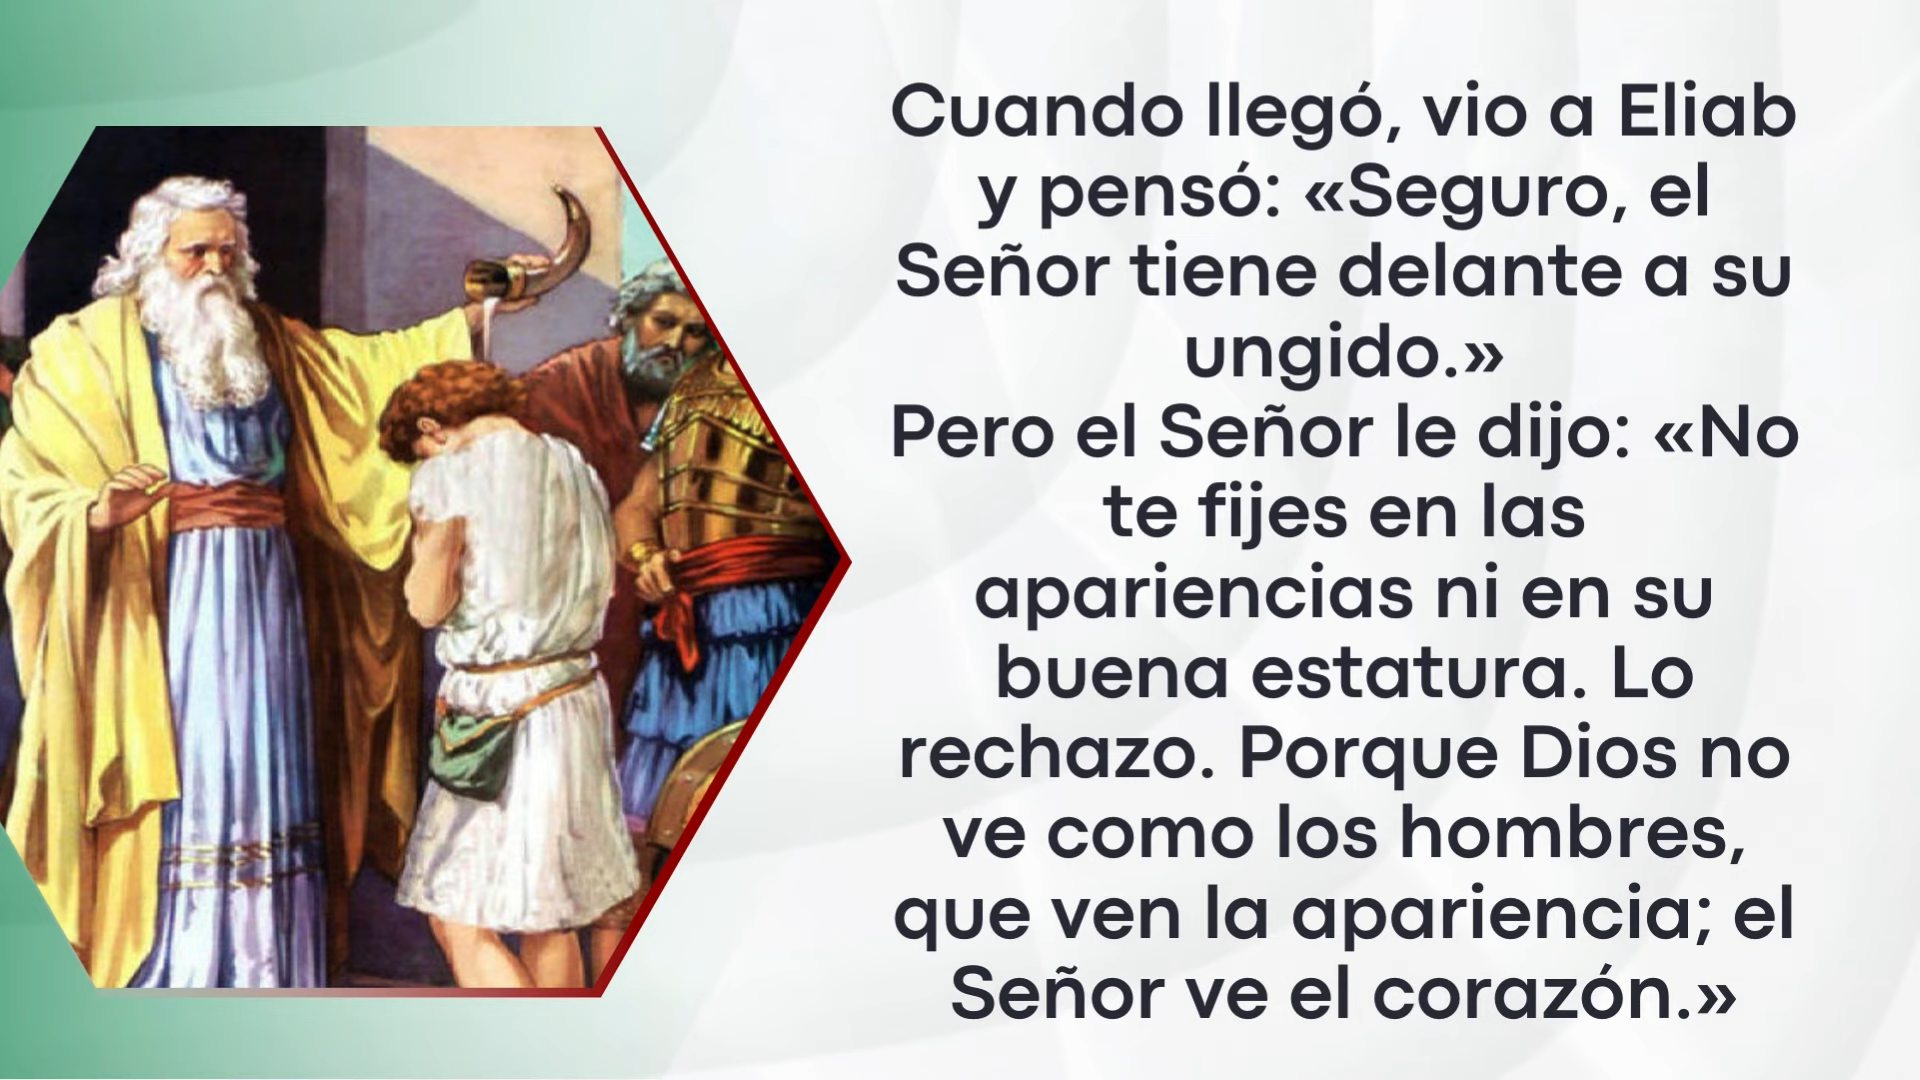 Cuando llegó, vio a Eliab
y pensó: «Seguro, el
Señor tiene delante a su
ungido.»
Pero el Señor le dijo: «No
te fijes en las
apariencias ni en su
buena estatura. Lo
rechazo. Porque Dios no
ve como los hombres,
que ven la apariencia; el
Señor ve el corazón.»